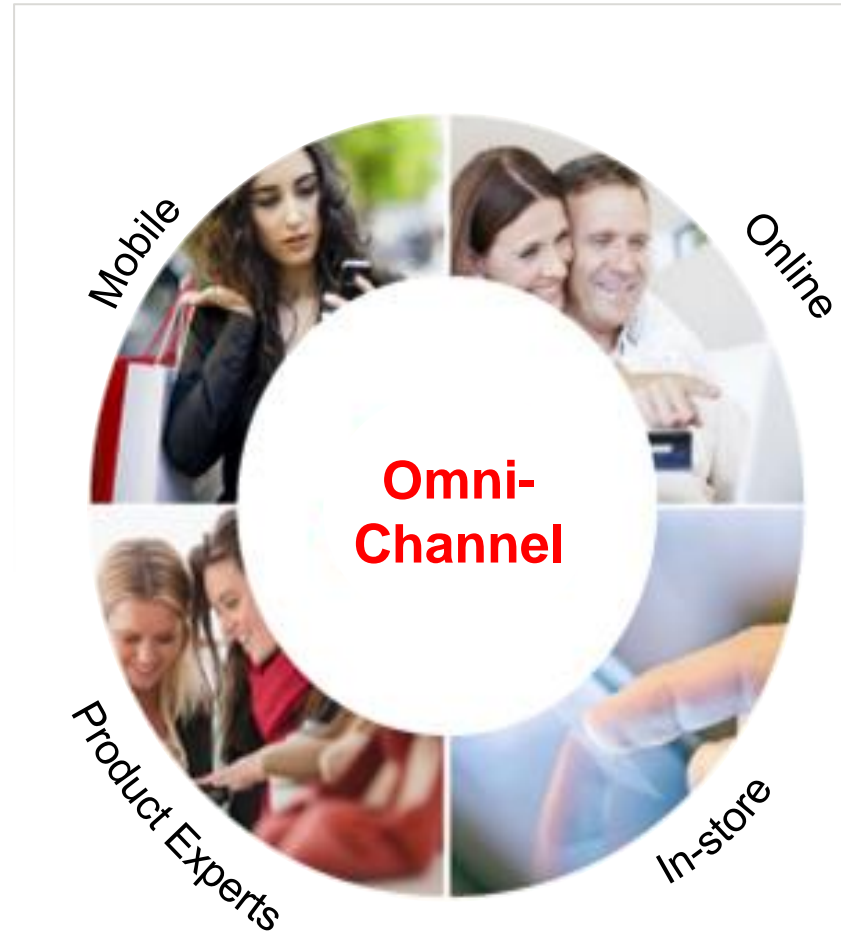 Mobile
Online
Omni-
Channel
Product Experts
In-store